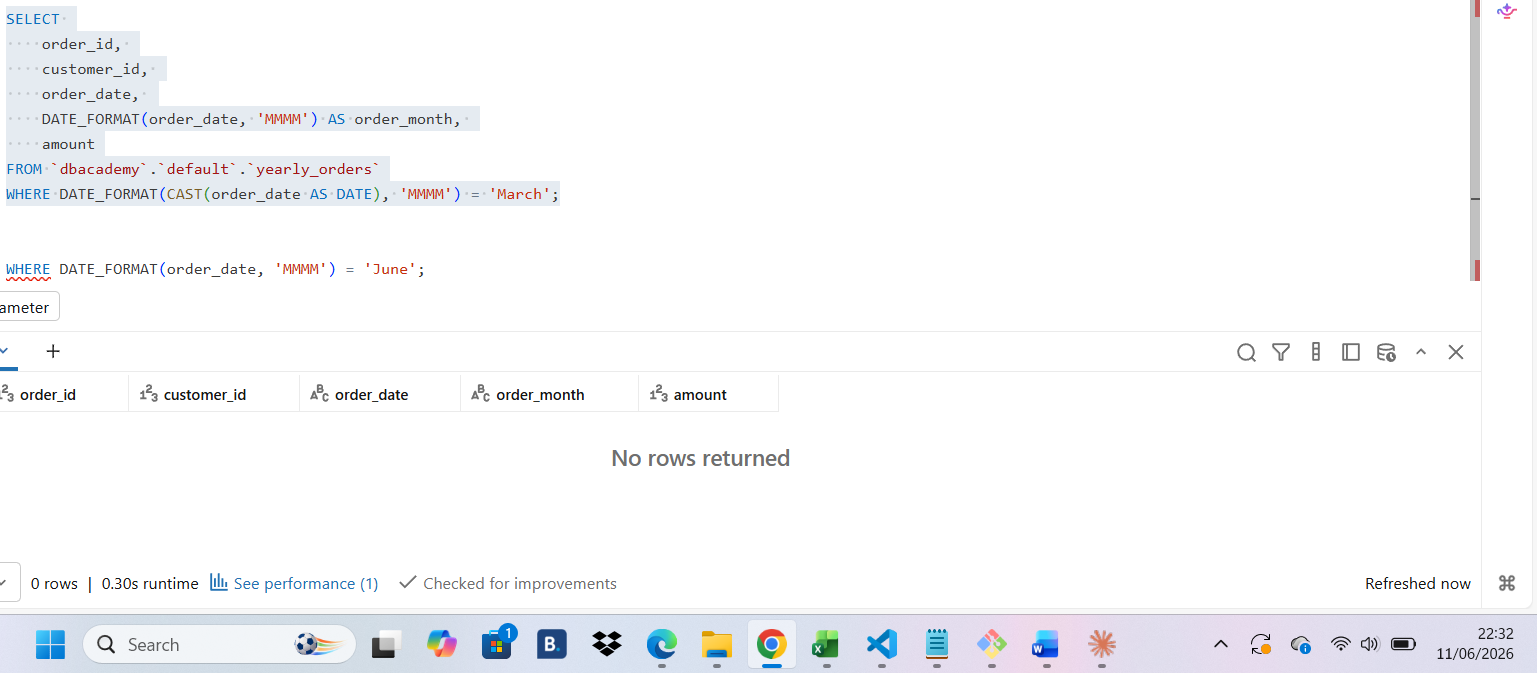 SELECT
order_id,
customer_id,
order_date,
DATE_FORMAT(order_date, 'MMMM') AS order_month,
amount
FROM `dbacademy`.`default`.`yearly_orders`
WHERE DATE_FORMAT(CAST(order_date AS DATE), 'MMMM') = 'March';
WHERE DATE_FORMAT(order_date, 'MMMM') = 'June';
ameter
order_id customer_id order_date order_month amount
No rows returned
0 rows | 0.30s runtime See performance (1) Checked for improvements Refreshed now
Search 1 B. 22:32
11/06/2026